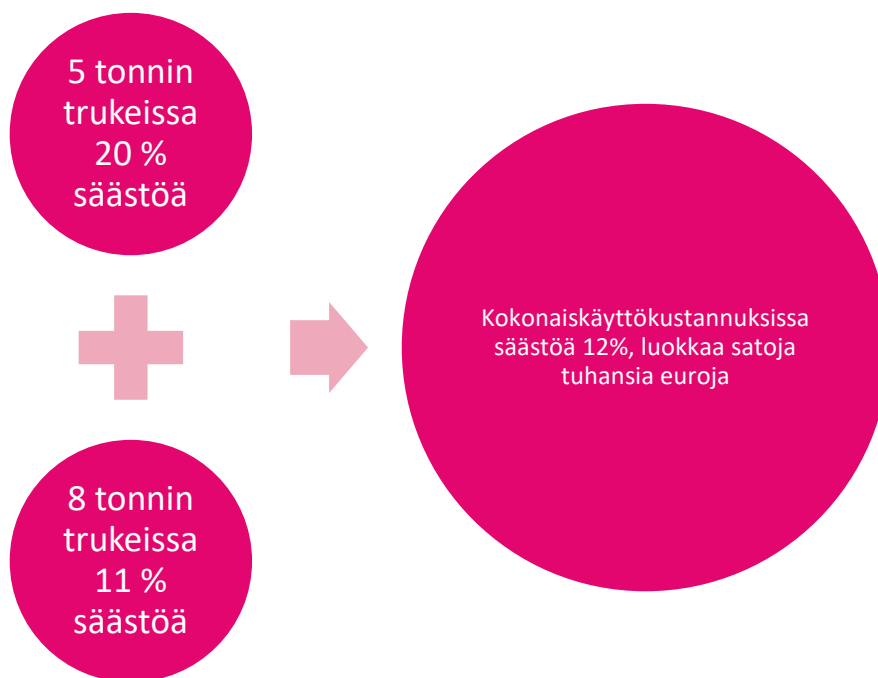 5 tonnin
trukeissa
20 %
säästöä
8 tonnin
trukeissa
11 %
säästöä
Kokonaiskäyttökustannuksissa
säästöä 12%, luokkaa satoja
tuhansia euroja